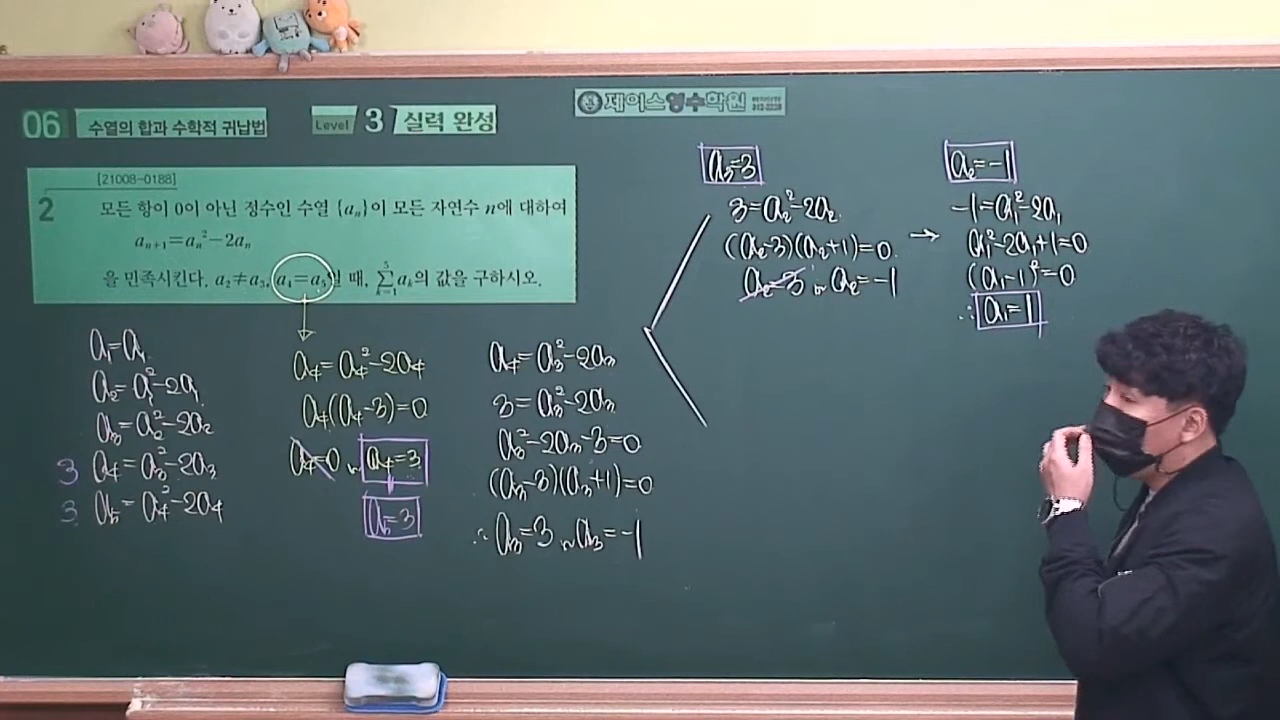 06 수열의 합과 수학적 귀납법 Level 3 실력 완성
제이스영수학원
[21008-0188]
2 모든 항이 0이 아닌 정수인 수열 {aₙ}이 모든 자연수 n에 대하여
aₙ₊₁=aₙ²−2aₙ
을 만족시킨다. a₂≠a₃, a₄=a₅일 때, ∑ₖ₌₁⁵ aₖ의 값을 구하시오.
a₁=a₁
a₂=a₁²−2a₁
a₃=a₂²−2a₂
3 a₄=a₃²−2a₃
3 a₅=a₄²−2a₄
a₄=a₄²−2a₄
a₄(a₄−3)=0
a₄=0 or a₄=3
a₅=3
a₄=a₃²−2a₃
3=a₃²−2a₃
a₃²−2a₃−3=0
(a₃−3)(a₃+1)=0
∴a₃=3 or a₃=−1
a₃=3
3=a₂²−2a₂
(a₂−3)(a₂+1)=0
a₂=3 or a₂=−1
→
a₂=−1
−1=a₁²−2a₁
a₁²−2a₁+1=0
(a₁−1)²=0
∴a₁=1